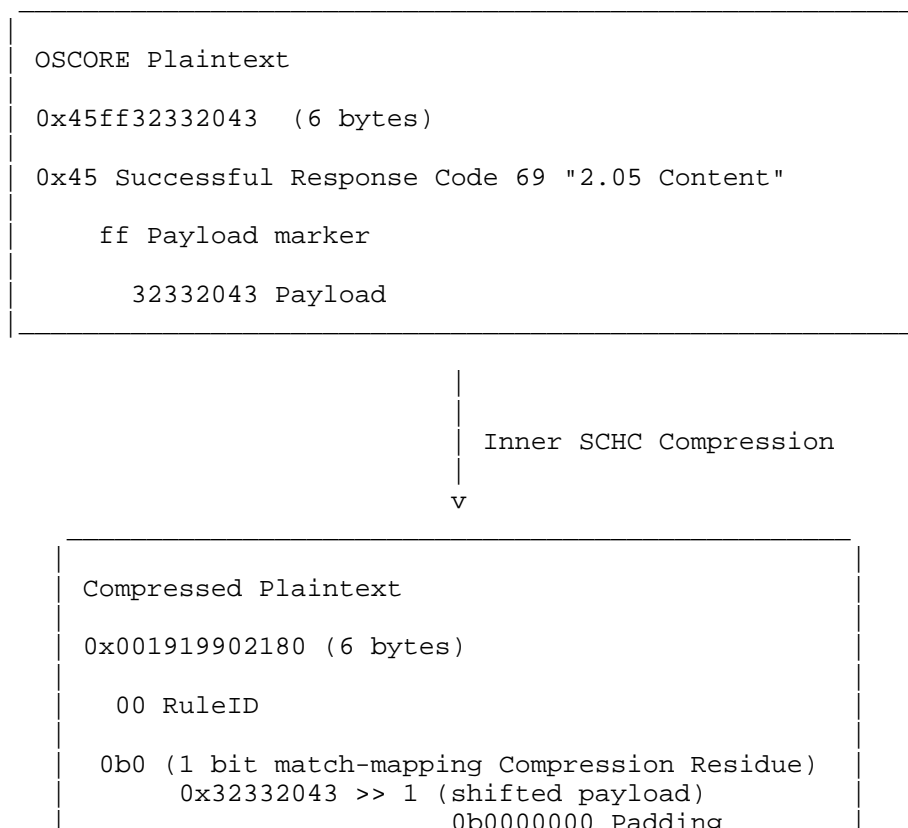 OSCORE Plaintext
0x45ff32332043 (6 bytes)
0x45 Successful Response Code 69 "2.05 Content"
ff Payload marker
32332043 Payload
Inner SCHC Compression
v
Compressed Plaintext
0x001919902180 (6 bytes)
00 RuleID
0b0 (1 bit match-mapping Compression Residue)
0x32332043 >> 1 (shifted payload)
0b0000000 Padding